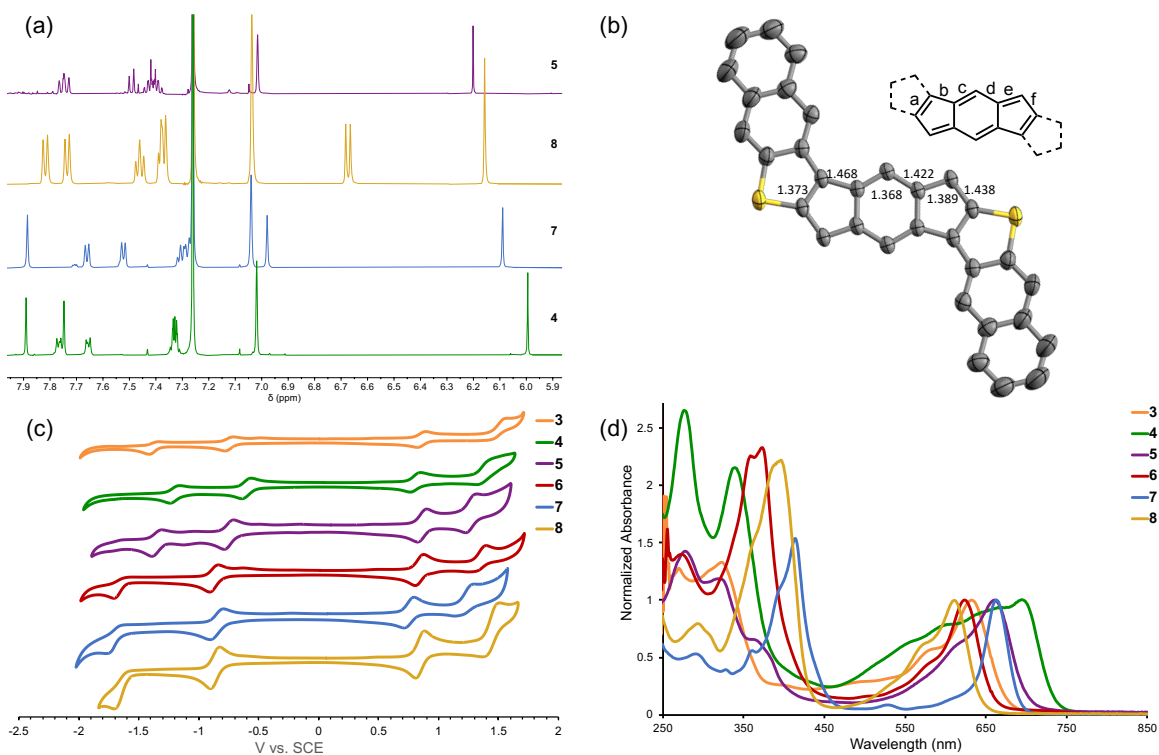 (a)
5
8
7
4
7.9 7.8 7.7 7.6 7.5 7.4 7.3 7.2 7.1 7.0 6.9 6.8 6.7 6.6 6.5 6.4 6.3 6.2 6.1 6.0 5.9
δ (ppm)
(b)
a b c d e f
1.468 1.422
1.373 1.368 1.389 1.438
(c)
3
4
5
6
7
8
-2.5 -2 -1.5 -1 -0.5 0 0.5 1 1.5 2
V vs. SCE
(d)
3
4
5
6
7
8
Normalized Absorbance
2.5
2
1.5
1
0.5
0
250 350 450 550 650 750 850
Wavelength (nm)